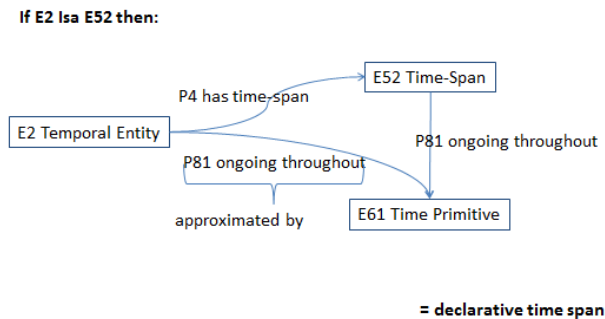 If E2 Isa E52 then:
E52 Time-Span
P4 has time-span
E2 Temporal Entity
P81 ongoing throughout
P81 ongoing throughout
E61 Time Primitive
approximated by
= declarative time span